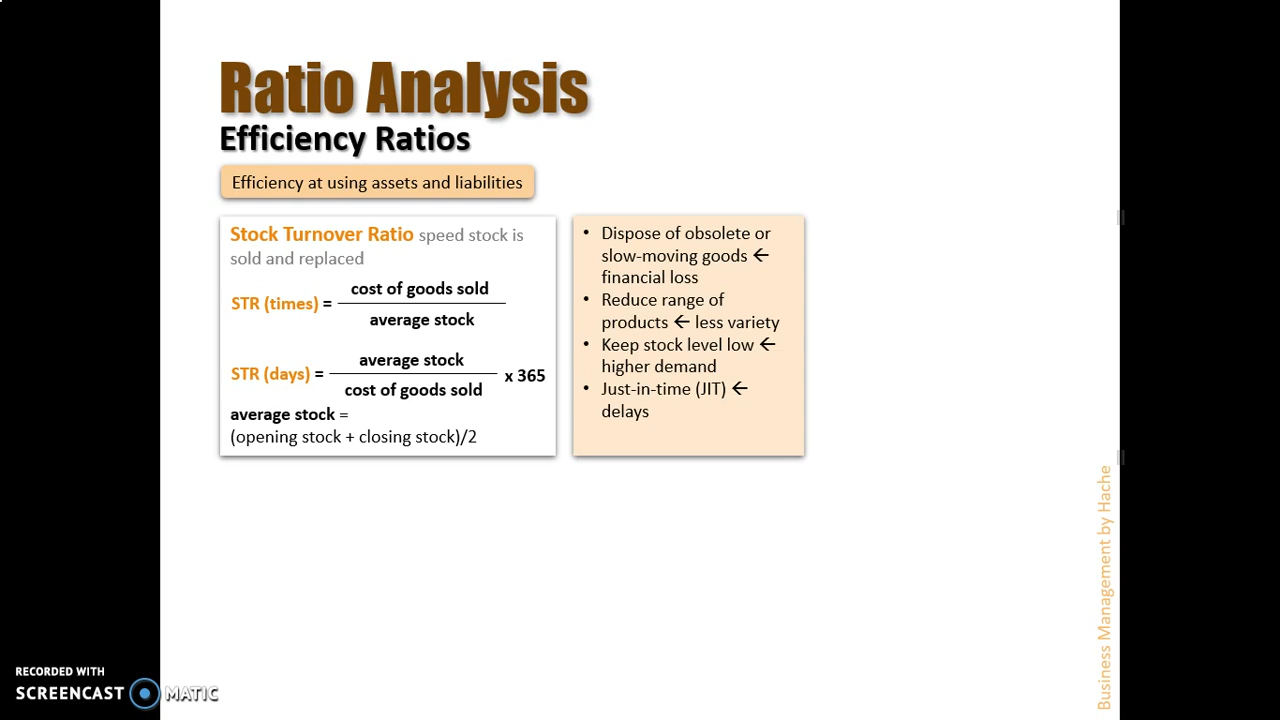 Ratio Analysis
Efficiency Ratios
Efficiency at using assets and liabilities
Stock Turnover Ratio speed stock is
sold and replaced
STR (times) = cost of goods sold
average stock
STR (days) = average stock
cost of goods sold x 365
average stock =
(opening stock + closing stock)/2
• Dispose of obsolete or
slow-moving goods ←
financial loss
• Reduce range of
products ← less variety
• Keep stock level low ←
higher demand
• Just-in-time (JIT) ←
delays
Business Management by Hache
RECORDED WITH
SCREENCAST MATIC